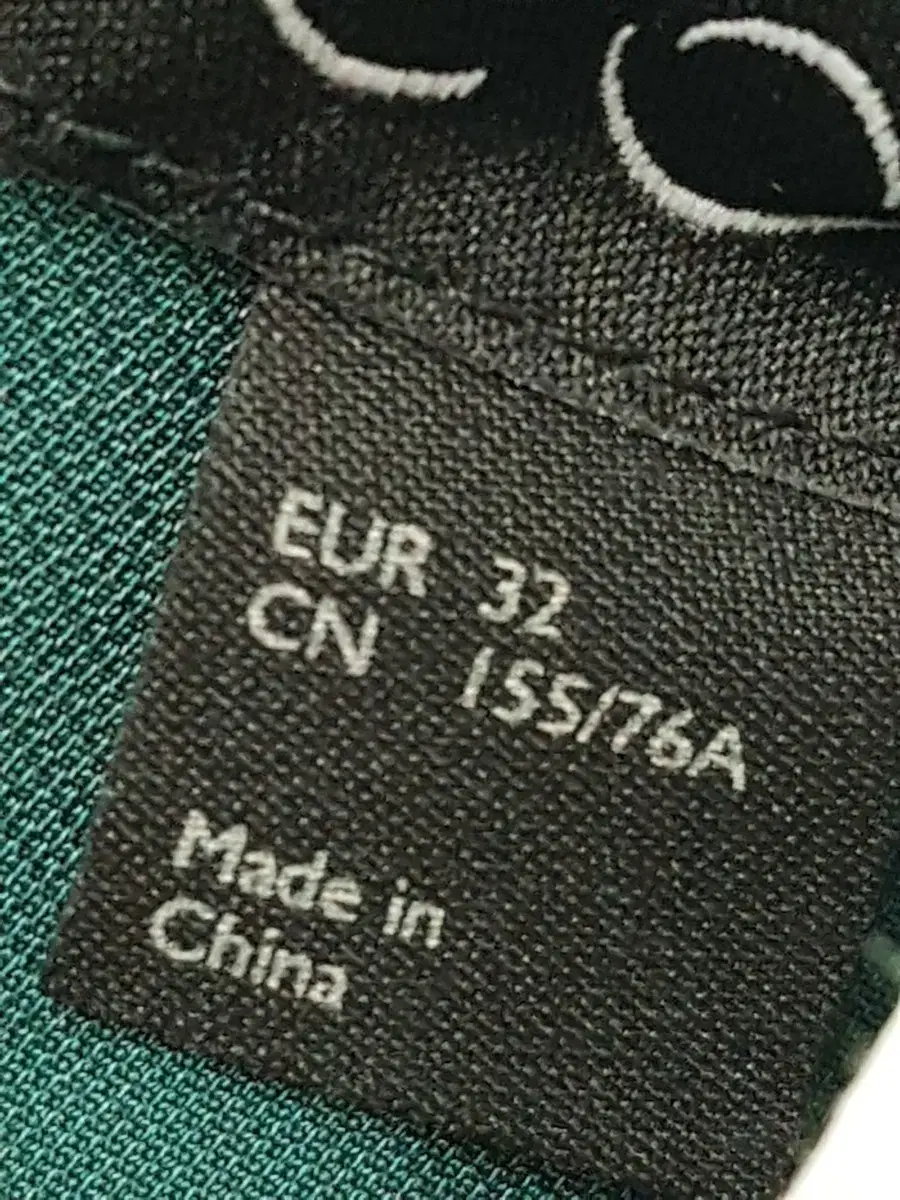 EUR 32
CN 155/76A
Made in
China